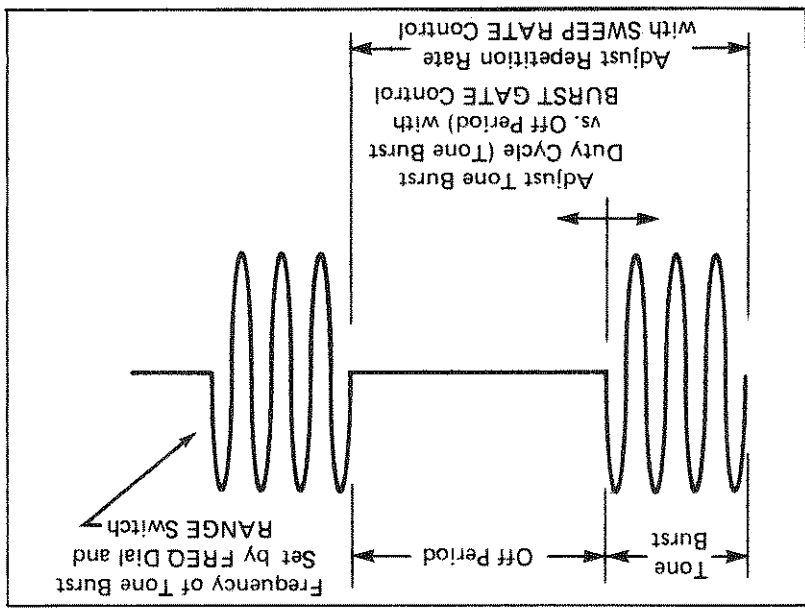 Tone
Burst
Off Period
Frequency of Tone Burst
Set by FREQ Dial and
RANGE Switch
Adjust Tone Burst
Duty Cycle (Tone Burst
vs. Off Period) with
BURST GATE Control
Adjust Repetition Rate
with SWEEP RATE Control